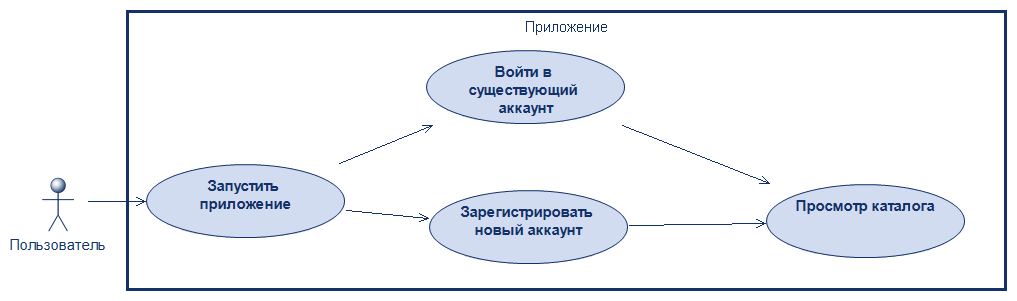 Приложение
Войти в
существующий
аккаунт
Запустить
приложение
Зарегистрировать
новый аккаунт
Просмотр каталога
Пользователь